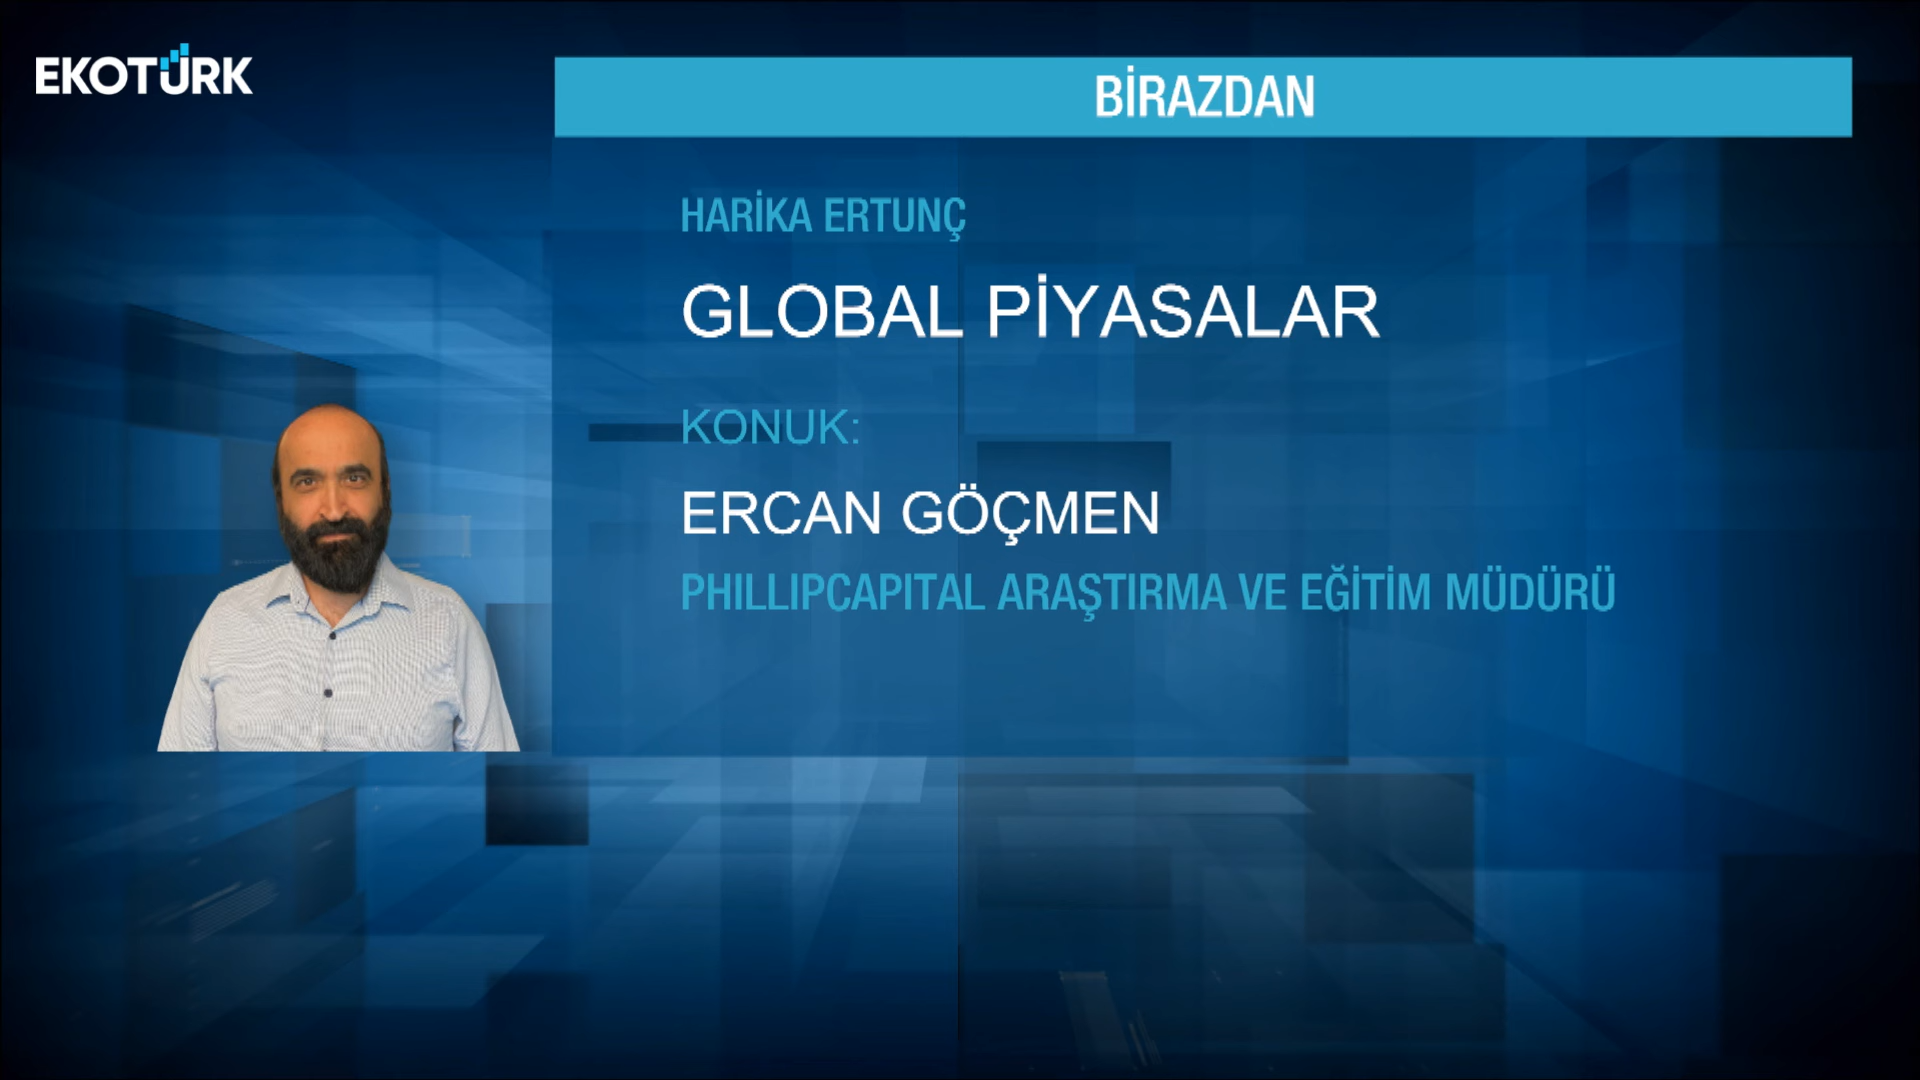 EKOTÜRK
BİRAZDAN
HARİKA ERTUNÇ
GLOBAL PİYASALAR
KONUK:
ERCAN GÖÇMEN
PHILLIPCAPITAL ARAŞTIRMA VE EĞİTİM MÜDÜRÜ